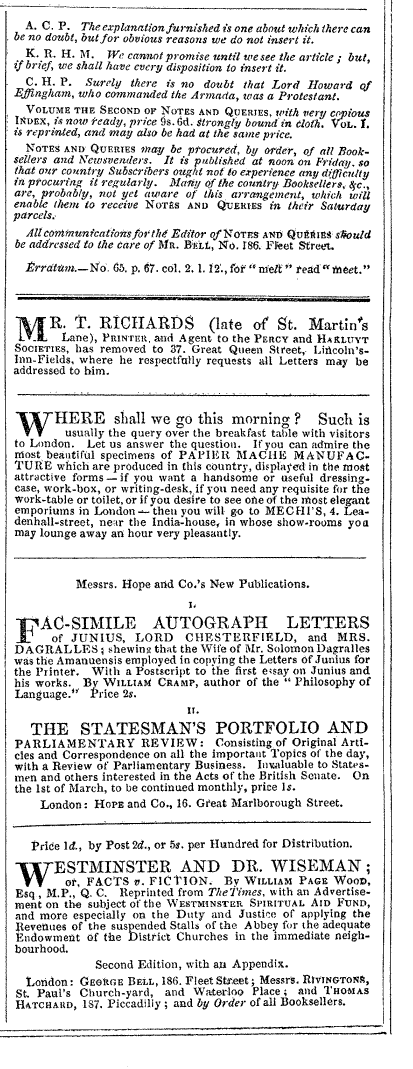 A. C. P. The explanation furnished is one about which there can
be no doubt, but for obvious reasons we do not insert it.
K. R. H. M. We cannot promise until we see the article; but,
if brief, we shall have every disposition to insert it.
C. H. P. Surely there is no doubt that Lord Howard of
Effingham, who commanded the Armada, was a Protestant.
VOLUME THE SECOND OF NOTES AND QUERIES, with very copious
INDEX, is now ready, price 9s. 6d. strongly bound in cloth. VOL. I.
is reprinted, and may also be had at the same price.
NOTES AND QUERIES may be procured, by order, of all Book-
sellers and Newsvenders. It is published at noon on Friday, so
that our country Subscribers ought not to experience any difficulty
in procuring it regularly. Many of the country Booksellers, &c.,
are, probably, not yet aware of this arrangement, which will
enable them to receive NOTES AND QUERIES in their Saturday
parcels.
All communications for the Editor of NOTES AND QUERIES should
be addressed to the care of MR. BELL, No. 186. Fleet Street.
Erratum.—No. 65. p. 67. col. 2. l. 12., for "melt" read "meet."
MR. T. RICHARDS (late of St. Martin's
Lane), PRINTER, and Agent to the PERCY and HAKLUYT
SOCIETIES, has removed to 37. Great Queen Street, Lincoln's-
Inn-Fields, where he respectfully requests all Letters may be
addressed to him.
WHERE shall we go this morning? Such is
usually the query over the breakfast table with visitors
to London. Let us answer the question. If you can admire the
most beautiful specimens of PAPIER MACHE MANUFAC-
TURE which are produced in this country, displayed in the most
attractive forms — if you want a handsome or useful dressing-
case, work-box, or writing-desk, if you need any requisite for the
work-table or toilet, or if you desire to see one of the most elegant
emporiums in London — then you will go to MECHI'S, 4. Lea-
denhall-street, near the India-house, in whose show-rooms you
may lounge away an hour very pleasantly.
Messrs. Hope and Co.'s New Publications.
I.
FAC-SIMILE AUTOGRAPH LETTERS
of JUNIUS, LORD CHESTERFIELD, and MRS.
DAGRALLES; shewing that the Wife of Mr. Solomon Dagralles
was the Amanuensis employed in copying the Letters of Junius for
the Printer. With a Postscript to the first essay on Junius and
his works. By WILLIAM CRAMP, author of the "Philosophy of
Language." Price 2s.
II.
THE STATESMAN'S PORTFOLIO AND
PARLIAMENTARY REVIEW: Consisting of Original Arti-
cles and Correspondence on all the important Topics of the day,
with a Review of Parliamentary Business. Invaluable to States-
men and others interested in the Acts of the British Senate. On
the 1st of March, to be continued monthly, price 1s.
London: HOPE AND CO., 16. Great Marlborough Street.
Price 1d., by Post 2d., or 5s. per Hundred for Distribution.
WESTMINSTER AND DR. WISEMAN;
or, FACTS v. FICTION. By WILLIAM PAGE WOOD,
Esq., M.P., Q. C. Reprinted from The Times, with an Advertise-
ment on the subject of the WESTMINSTER SPIRITUAL AID FUND,
and more especially on the Duty and Justice of applying the
Revenues of the suspended Stalls of the Abbey for the adequate
Endowment of the District Churches in the immediate neigh-
bourhood.
Second Edition, with an Appendix.
London: GEORGE BELL, 186. Fleet Street; Messrs. RIVINGTONS,
St. Paul's Church-yard, and Waterloo Place; and THOMAS
HATCHARD, 187. Piccadilly; and by Order of all Booksellers.